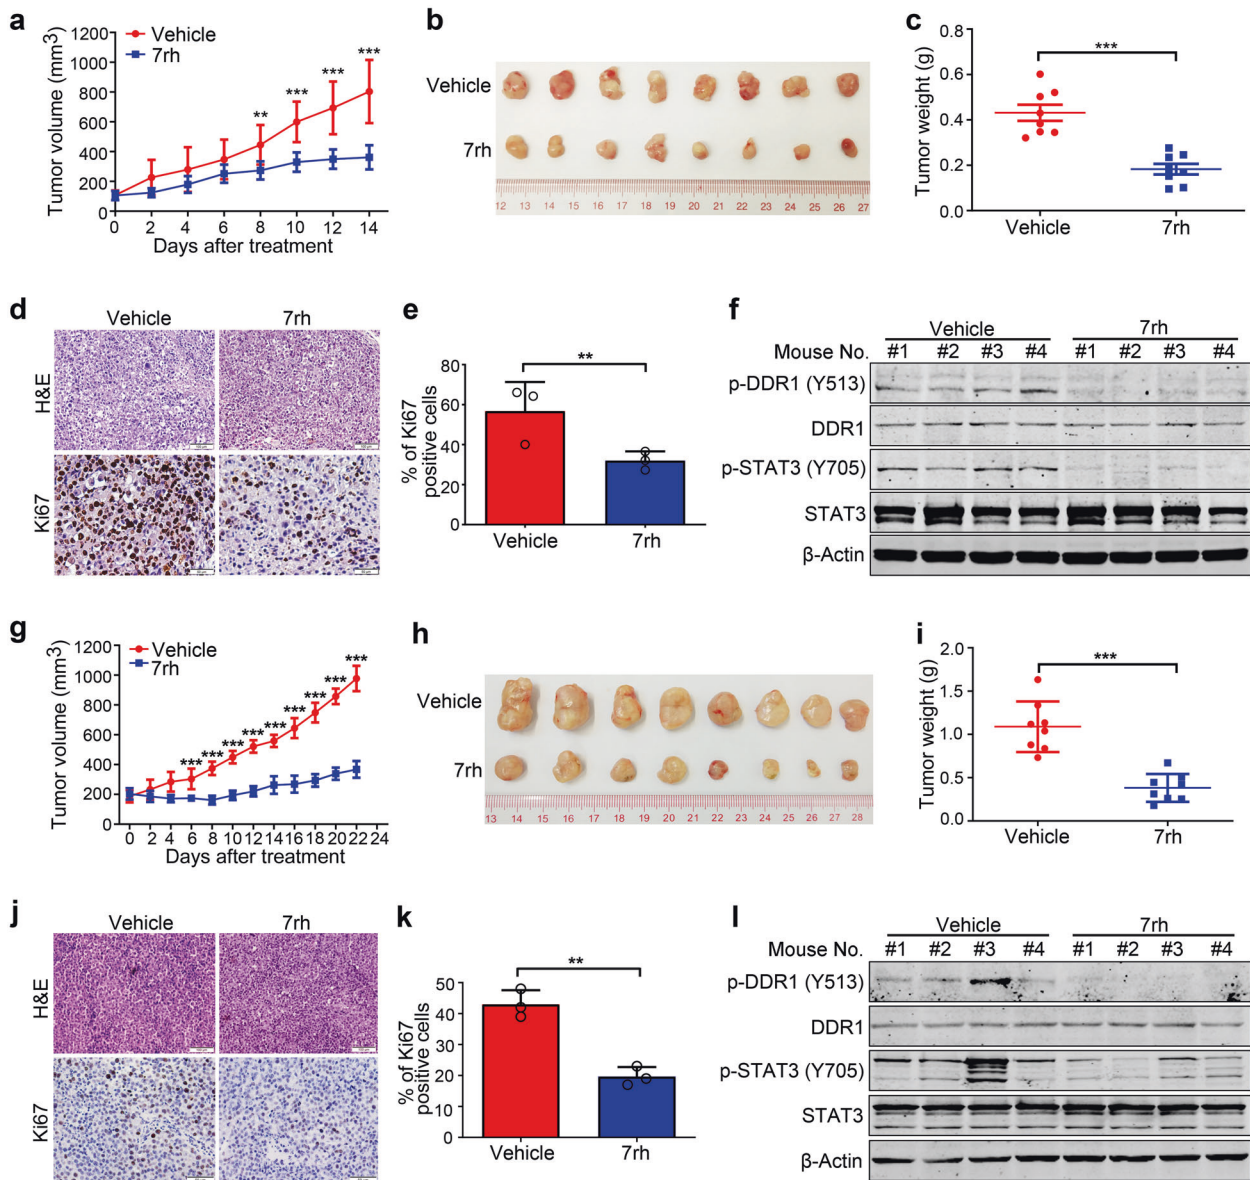 a
Tumor volume (mm3)
1200
1000
800
600
400
200
0
Vehicle
7rh
** *** *** ***
0 2 4 6 8 10 12 14
Days after treatment
b
Vehicle
7rh
12 13 14 15 16 17 18 19 20 21 22 23 24 25 26 27
c
Tumor weight (g)
0.8
0.6
0.4
0.2
0.0
***
Vehicle 7rh
d
Vehicle 7rh
H&E
Ki67
e
% of Ki67
positive cells
80
60
40
20
0
**
Vehicle 7rh
f
Vehicle 7rh
Mouse No. #1 #2 #3 #4 #1 #2 #3 #4
p-DDR1 (Y513)
DDR1
p-STAT3 (Y705)
STAT3
β-Actin
g
Tumor volume (mm3)
1200
1000
800
600
400
200
0
Vehicle
7rh
*** *** *** *** *** *** *** *** ***
0 2 4 6 8 10 12 14 16 18 20 22 24
Days after treatment
h
Vehicle
7rh
13 14 15 16 17 18 19 20 21 22 23 24 25 26 27 28
i
Tumor weight (g)
2.0
1.5
1.0
0.5
0.0
***
Vehicle 7rh
j
Vehicle 7rh
H&E
Ki67
k
% of Ki67
positive cells
50
40
30
20
10
0
**
Vehicle 7rh
l
Vehicle 7rh
Mouse No. #1 #2 #3 #4 #1 #2 #3 #4
p-DDR1 (Y513)
DDR1
p-STAT3 (Y705)
STAT3
β-Actin